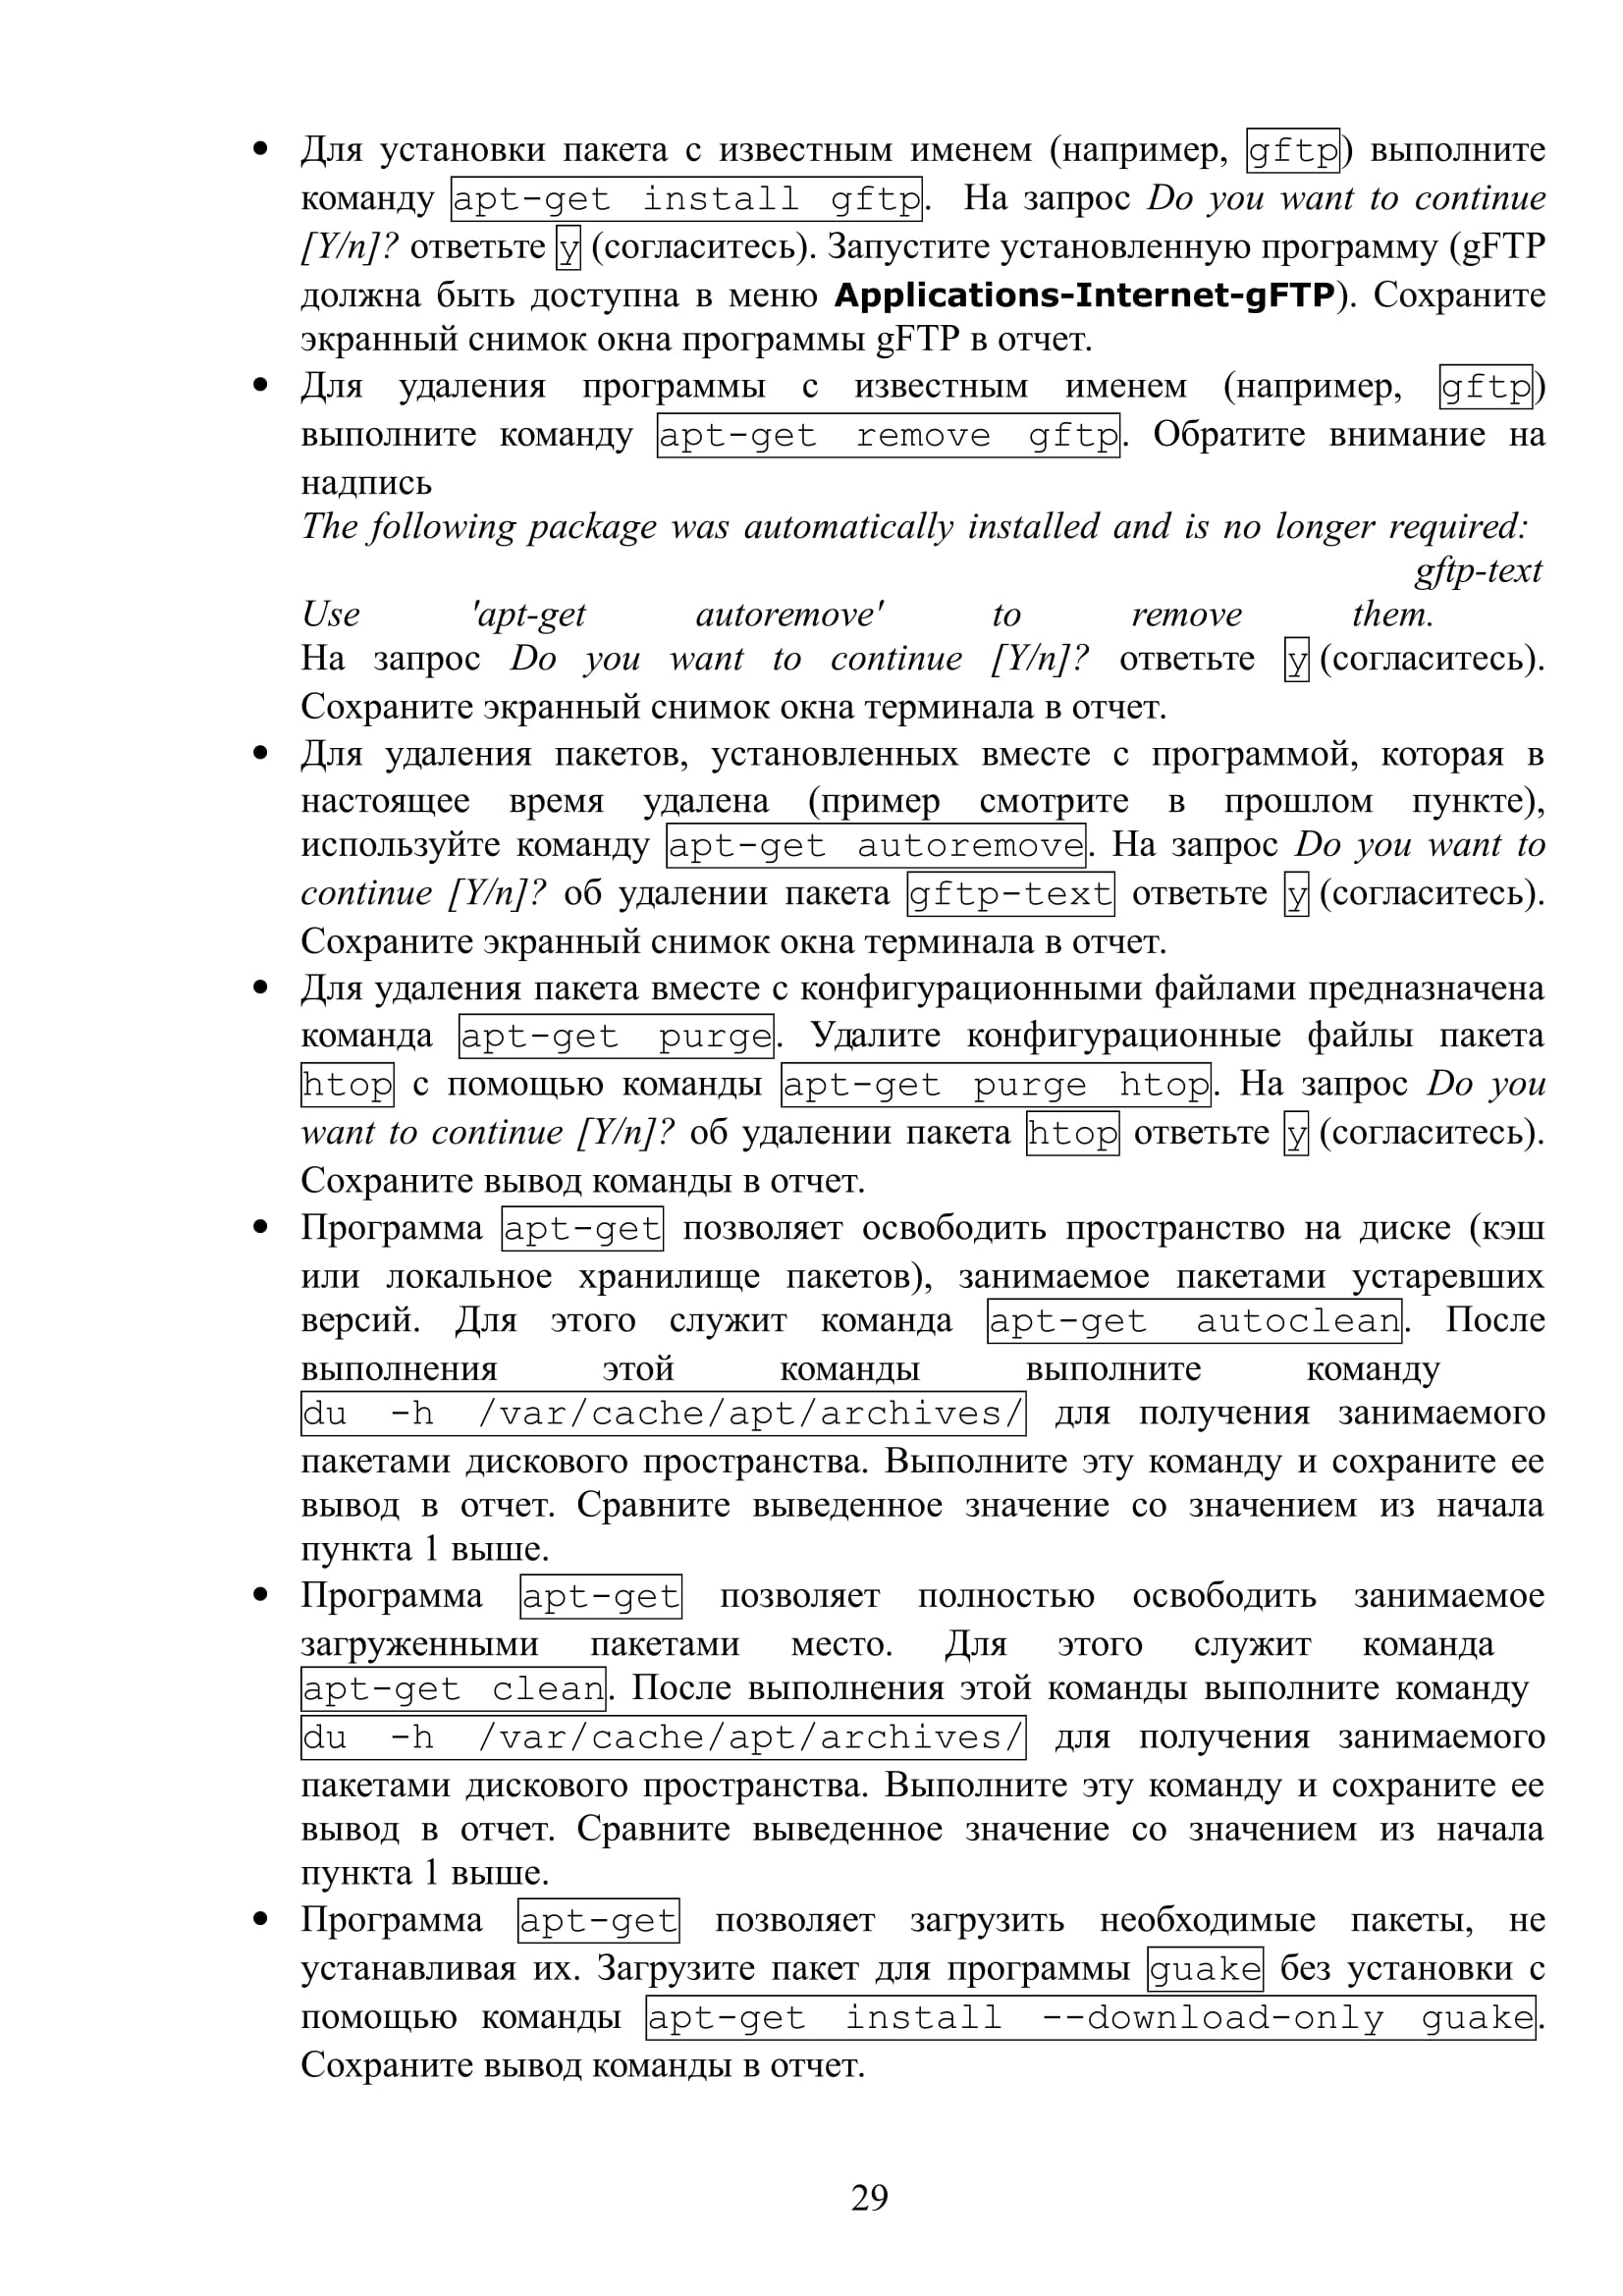 • Для установки пакета с известным именем (например, gftp) выполните
команду apt-get install gftp. На запрос Do you want to continue
[Y/n]? ответьте y (согласитесь). Запустите установленную программу (gFTP
должна быть доступна в меню Applications-Internet-gFTP). Сохраните
экранный снимок окна программы gFTP в отчет.
• Для удаления программы с известным именем (например, gftp)
выполните команду apt-get remove gftp. Обратите внимание на
надпись
The following package was automatically installed and is no longer required:
gftp-text
Use 'apt-get autoremove' to remove them.
На запрос Do you want to continue [Y/n]? ответьте y (согласитесь).
Сохраните экранный снимок окна терминала в отчет.
• Для удаления пакетов, установленных вместе с программой, которая в
настоящее время удалена (пример смотрите в прошлом пункте),
используйте команду apt-get autoremove. На запрос Do you want to
continue [Y/n]? об удалении пакета gftp-text ответьте y (согласитесь).
Сохраните экранный снимок окна терминала в отчет.
• Для удаления пакета вместе с конфигурационными файлами предназначена
команда apt-get purge. Удалите конфигурационные файлы пакета
htop с помощью команды apt-get purge htop. На запрос Do you
want to continue [Y/n]? об удалении пакета htop ответьте y (согласитесь).
Сохраните вывод команды в отчет.
• Программа apt-get позволяет освободить пространство на диске (кэш
или локальное хранилище пакетов), занимаемое пакетами устаревших
версий. Для этого служит команда apt-get autoclean. После
выполнения этой команды выполните команду
du -h /var/cache/apt/archives/ для получения занимаемого
пакетами дискового пространства. Выполните эту команду и сохраните ее
вывод в отчет. Сравните выведенное значение со значением из начала
пункта 1 выше.
• Программа apt-get позволяет полностью освободить занимаемое
загруженными пакетами место. Для этого служит команда
apt-get clean. После выполнения этой команды выполните команду
du -h /var/cache/apt/archives/ для получения занимаемого
пакетами дискового пространства. Выполните эту команду и сохраните ее
вывод в отчет. Сравните выведенное значение со значением из начала
пункта 1 выше.
• Программа apt-get позволяет загрузить необходимые пакеты, не
устанавливая их. Загрузите пакет для программы guake без установки с
помощью команды apt-get install --download-only guake.
Сохраните вывод команды в отчет.
29